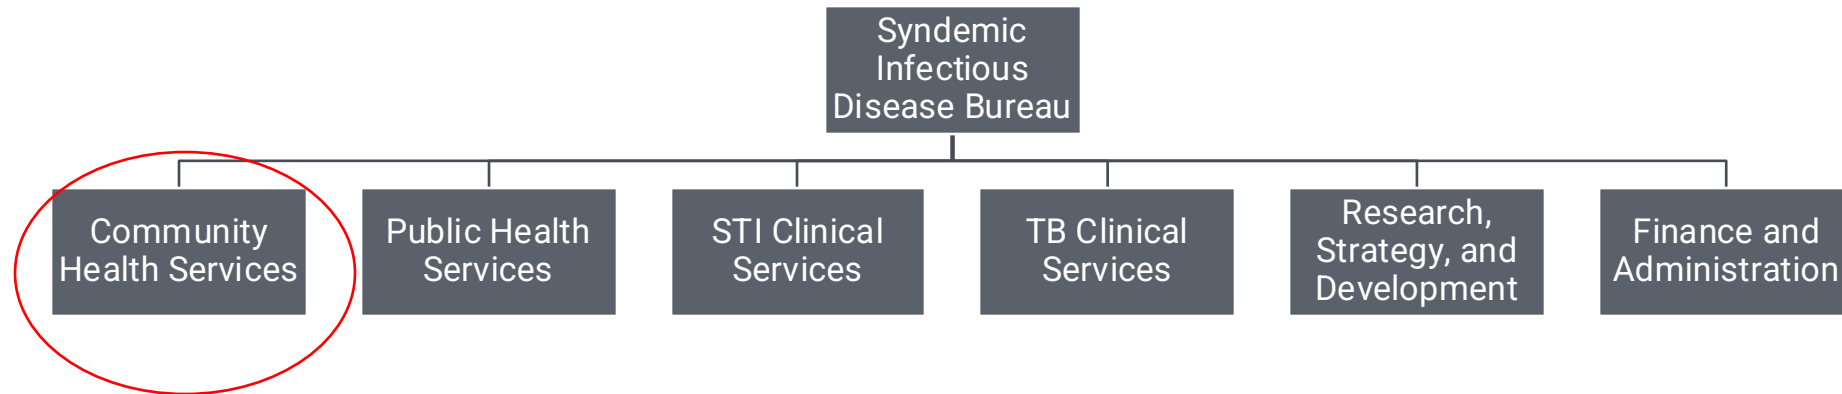 Syndemic
Infectious
Disease Bureau
Community
Health Services
Public Health
Services
STI Clinical
Services
TB Clinical
Services
Research,
Strategy, and
Development
Finance and
Administration